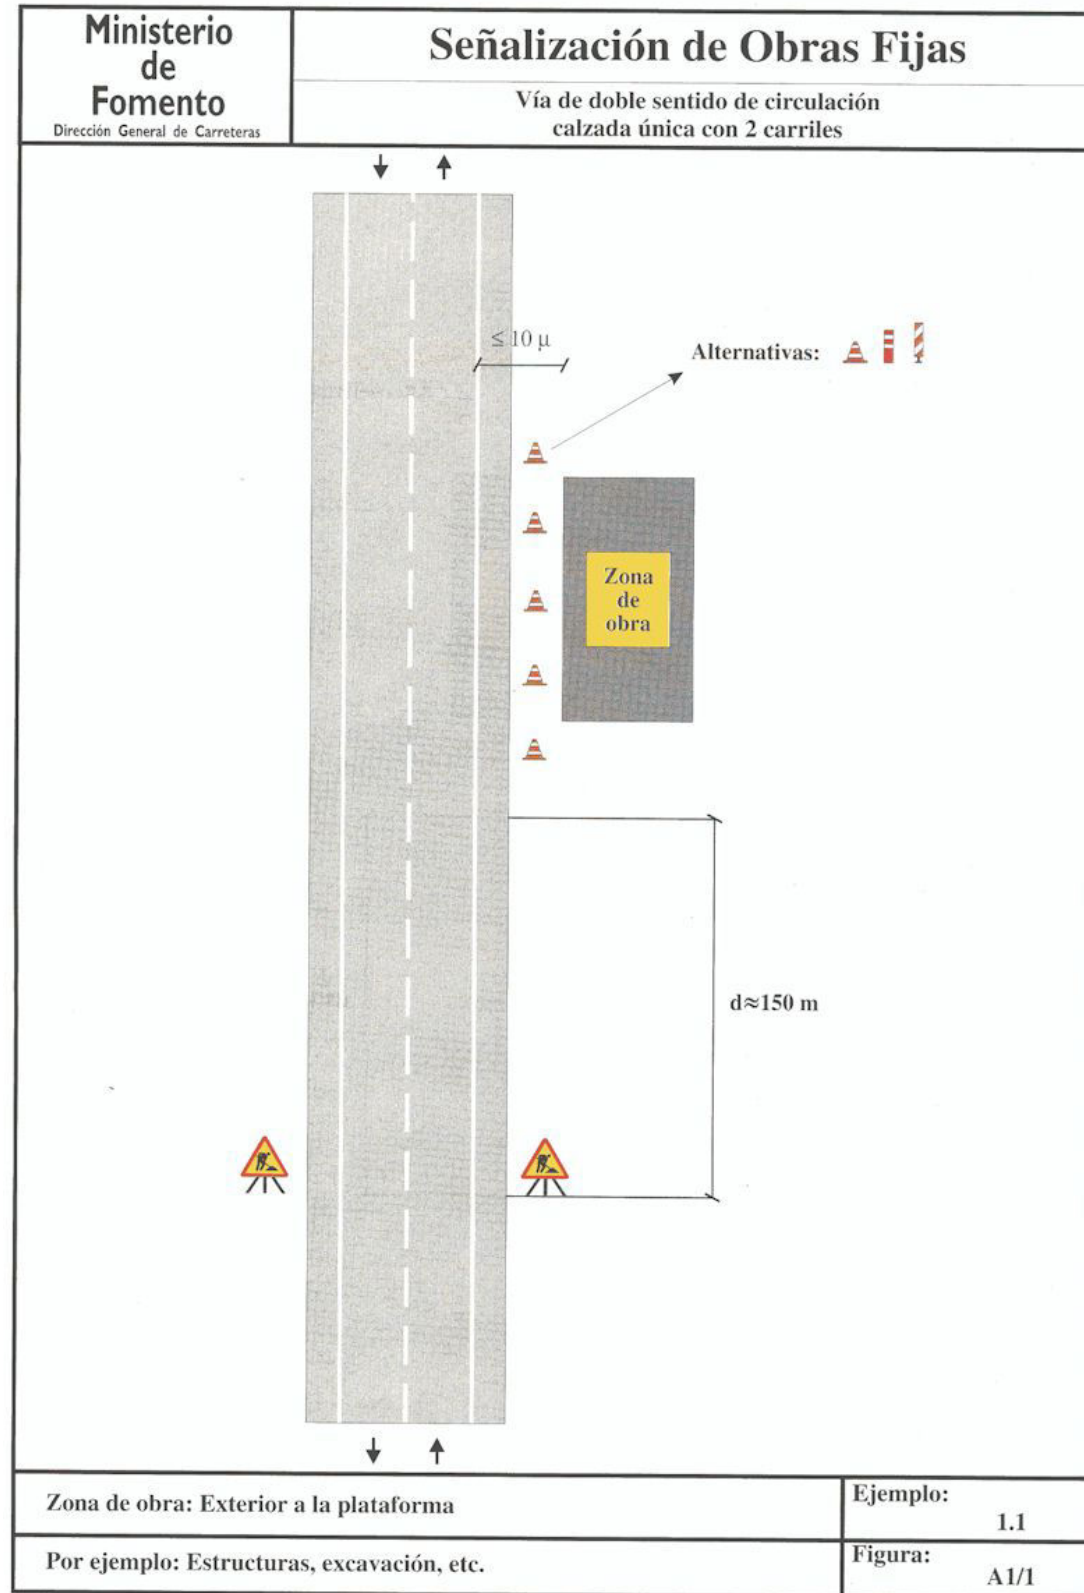 Ministerio
de
Fomento
Dirección General de Carreteras
Señalización de Obras Fijas
Vía de doble sentido de circulación
calzada única con 2 carriles
≤ 10 μ
Alternativas:
Zona
de
obra
d≈150 m
Zona de obra: Exterior a la plataforma
Ejemplo:
1.1
Por ejemplo: Estructuras, excavación, etc.
Figura:
A1/1